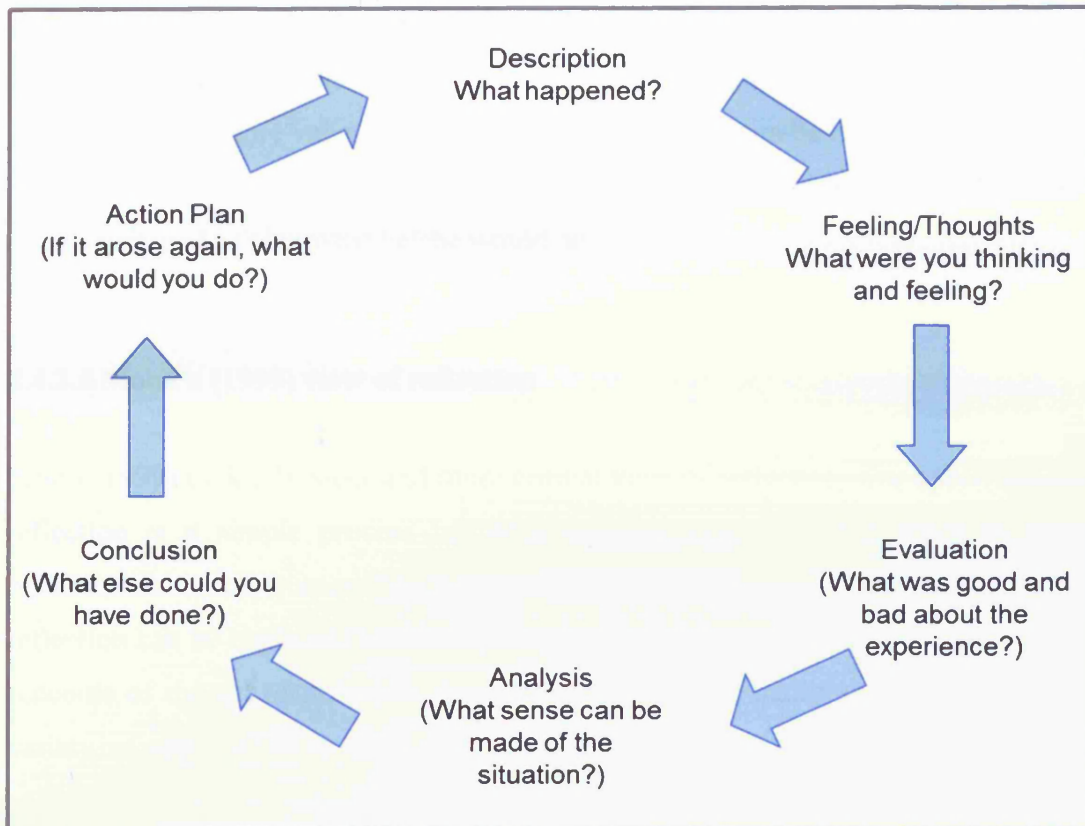 Description
What happened?
Feeling/Thoughts
What were you thinking
and feeling?
Evaluation
(What was good and
bad about the
experience?)
Analysis
(What sense can be
made of the
situation?)
Conclusion
(What else could you
have done?)
Action Plan
(If it arose again, what
would you do?)